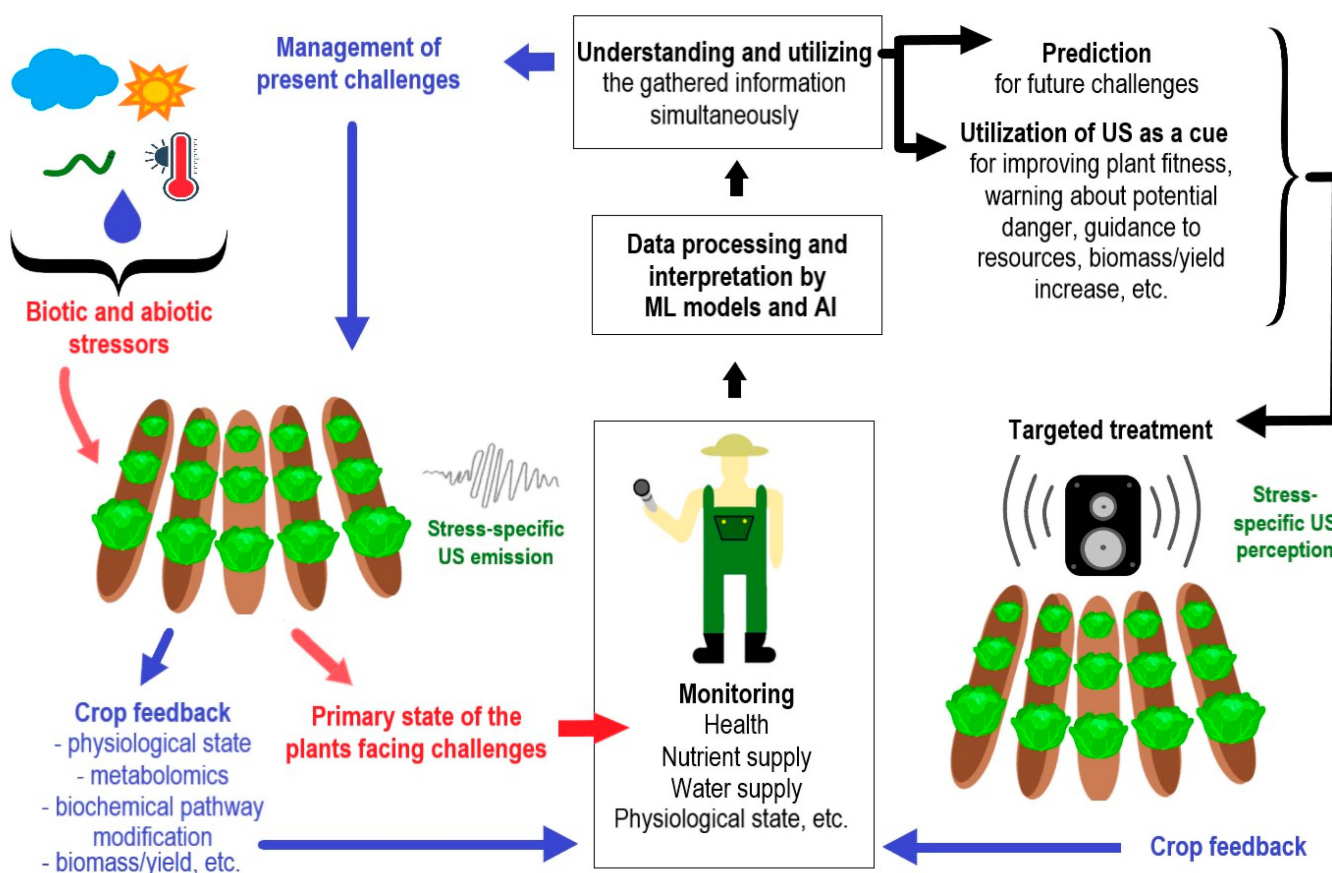 Management of
present challenges
Understanding and utilizing
the gathered information
simultaneously
Prediction
for future challenges
Utilization of US as a cue
for improving plant fitness,
warning about potential
danger, guidance to
resources, biomass/yield
increase, etc.
Data processing and
interpretation by
ML models and AI
Biotic and abiotic
stressors
Stress-specific
US emission
Targeted treatment
Stress-
specific US
perception
Crop feedback
- physiological state
- metabolomics
- biochemical pathway
modification
- biomass/yield, etc.
Primary state of the
plants facing challenges
Monitoring
Health
Nutrient supply
Water supply
Physiological state, etc.
Crop feedback